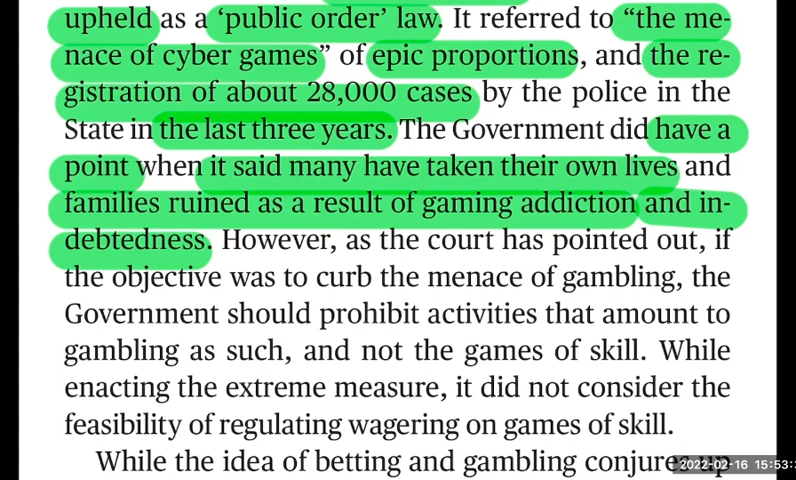 upheld as a ‘public order’ law. It referred to “the me-
nace of cyber games” of epic proportions, and the re-
gistration of about 28,000 cases by the police in the
State in the last three years. The Government did have a
point when it said many have taken their own lives and
families ruined as a result of gaming addiction and in-
debtedness. However, as the court has pointed out, if
the objective was to curb the menace of gambling, the
Government should prohibit activities that amount to
gambling as such, and not the games of skill. While
enacting the extreme measure, it did not consider the
feasibility of regulating wagering on games of skill.
While the idea of betting and gambling conjures up
2022-02-16 15:53: